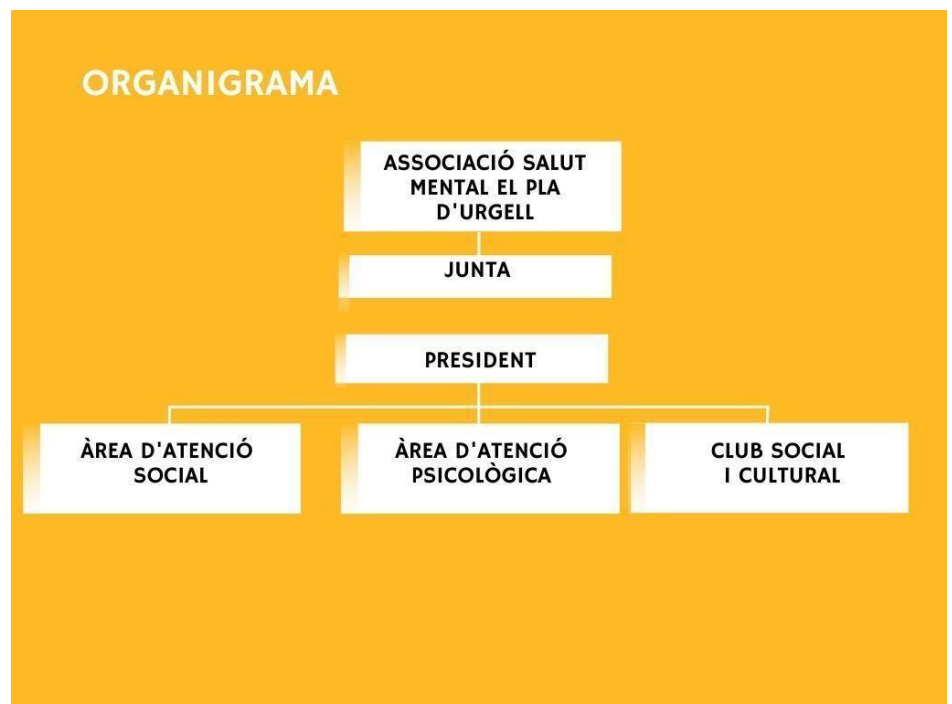 ORGANIGRAMA
ASSOCIACIÓ SALUT
MENTAL EL PLA
D'URGELL
JUNTA
PRESIDENT
ÀREA D'ATENCIÓ
SOCIAL
ÀREA D'ATENCIÓ
PSICOLÒGICA
CLUB SOCIAL
I CULTURAL